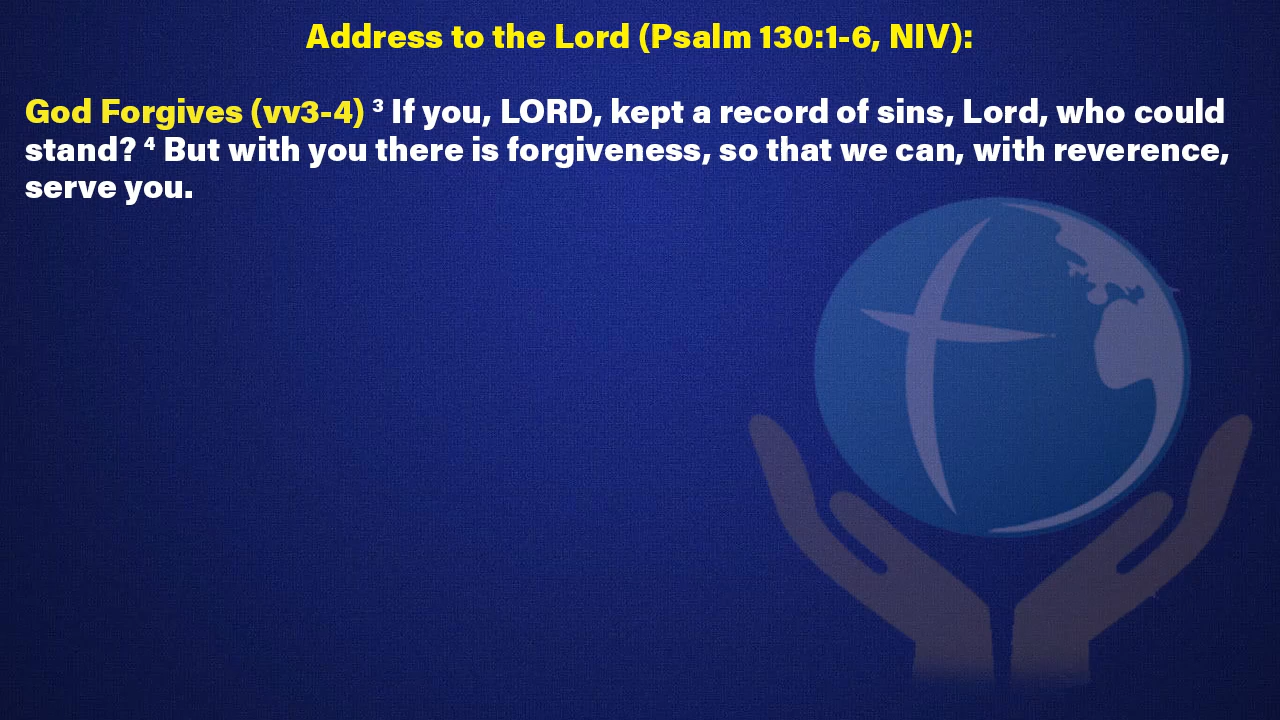 Address to the Lord (Psalm 130:1-6, NIV):
God Forgives (vv3-4) ³ If you, LORD, kept a record of sins, Lord, who could
stand? ⁴ But with you there is forgiveness, so that we can, with reverence,
serve you.